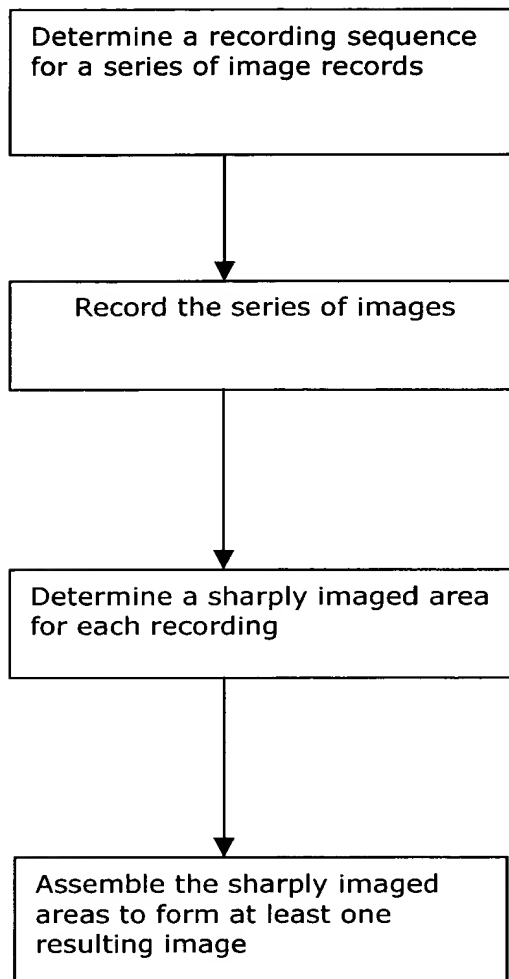 Determine a recording sequence
for a series of image records
Record the series of images
Determine a sharply imaged area
for each recording
Assemble the sharply imaged
areas to form at least one
resulting image